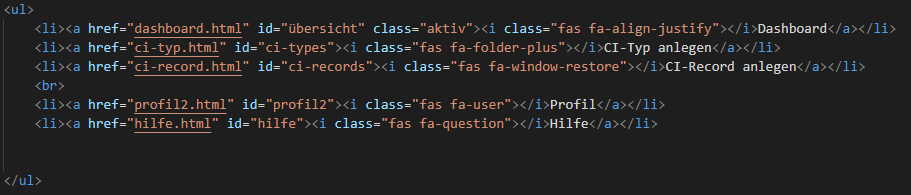 <ul>
<li><a href="dashboard.html" id="übersicht" class="aktiv"><i class="fas fa-align-justify"></i>Dashboard</a></li>
<li><a href="ci-typ.html" id="ci-types"><i class="fas fa-folder-plus"></i>CI-Typ anlegen</a></li>
<li><a href="ci-record.html" id="ci-records"><i class="fas fa-window-restore"></i>CI-Record anlegen</a></li>
<br>
<li><a href="profil2.html" id="profil2"><i class="fas fa-user"></i>Profil</a></li>
<li><a href="hilfe.html" id="hilfe"><i class="fas fa-question"></i>Hilfe</a></li>
</ul>